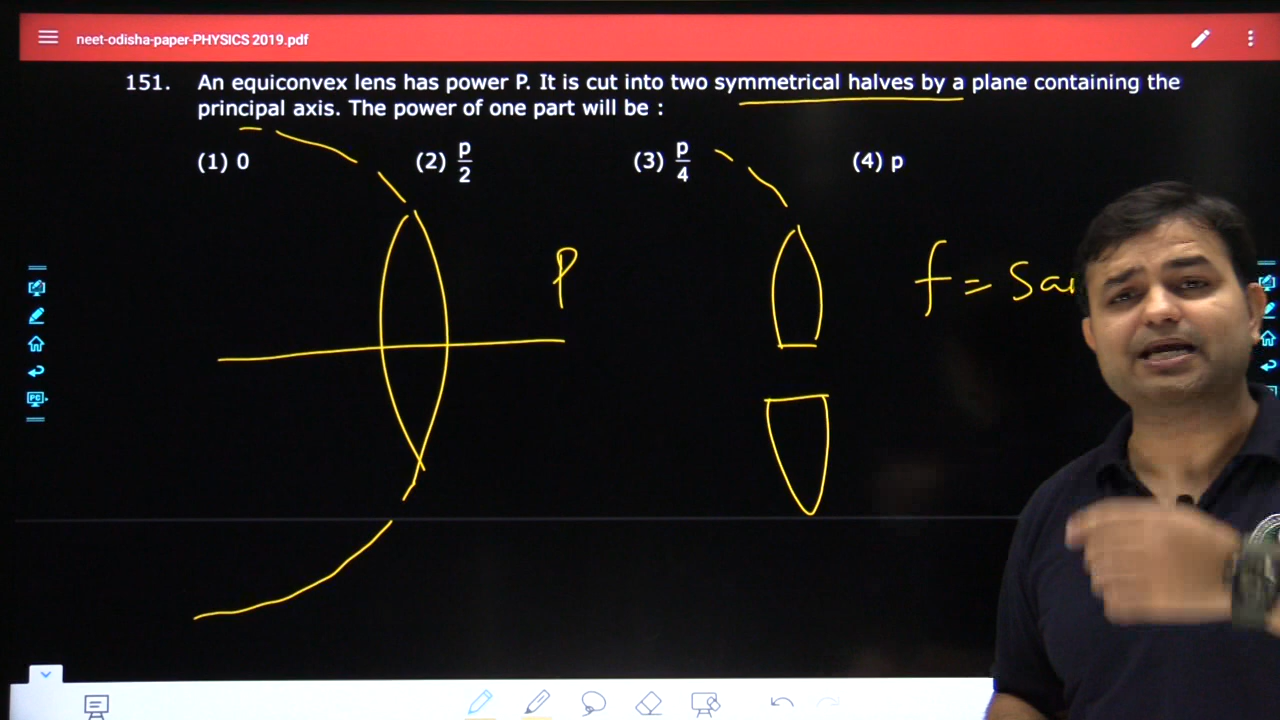 neet-odisha-paper-PHYSICS 2019.pdf
151. An equiconvex lens has power P. It is cut into two symmetrical halves by a plane containing the
principal axis. The power of one part will be :
(1) 0 (2) p/2 (3) p/4 (4) p
P
f = Sa
PC